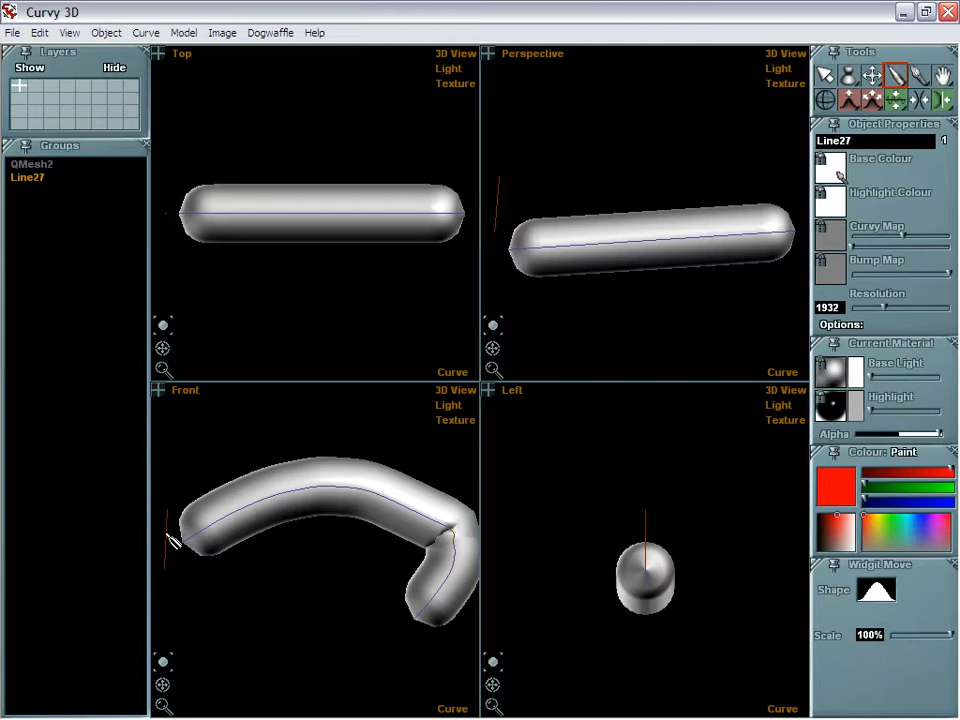 Curvy 3D
File Edit View Object Curve Model Image Dogwaffle Help
Layers
Show Hide
Groups
QMesh2
Line27
Top
3D View
Light
Texture
Curve
Perspective
3D View
Light
Texture
Curve
Front
3D View
Light
Texture
Curve
Left
3D View
Light
Texture
Curve
Tools
Object Properties
Line27 1
Base Colour
Highlight Colour
Curvy Map
Bump Map
Resolution
1932
Options:
Current Material
Base Light
Highlight
Alpha
Colour: Paint
Widgit Move
Shape
Scale 100%